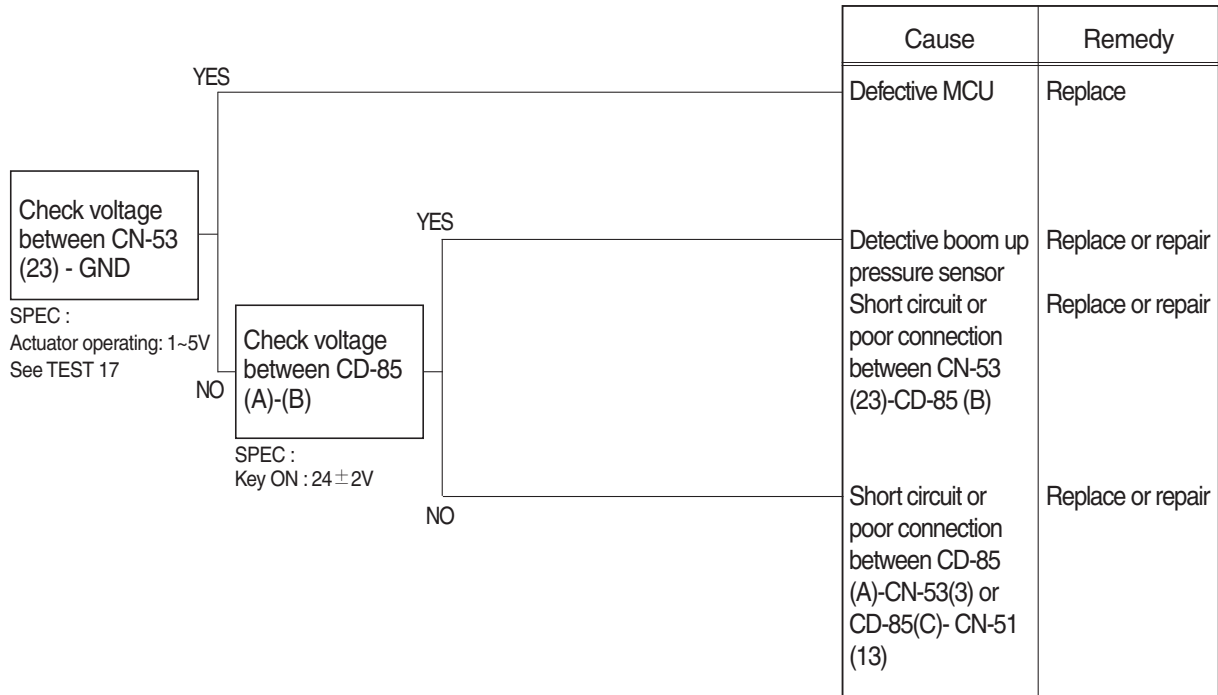 Cause
Remedy
YES
Defective MCU
Replace
Check voltage
between CN-53
(23) - GND
SPEC :
Actuator operating: 1~5V
See TEST 17
NO
Check voltage
between CD-85
(A)-(B)
SPEC :
Key ON : 24±2V
YES
Detective boom up
pressure sensor
Replace or repair
Short circuit or
poor connection
between CN-53
(23)-CD-85 (B)
Replace or repair
NO
Short circuit or
poor connection
between CD-85
(A)-CN-53(3) or
CD-85(C)- CN-51
(13)
Replace or repair